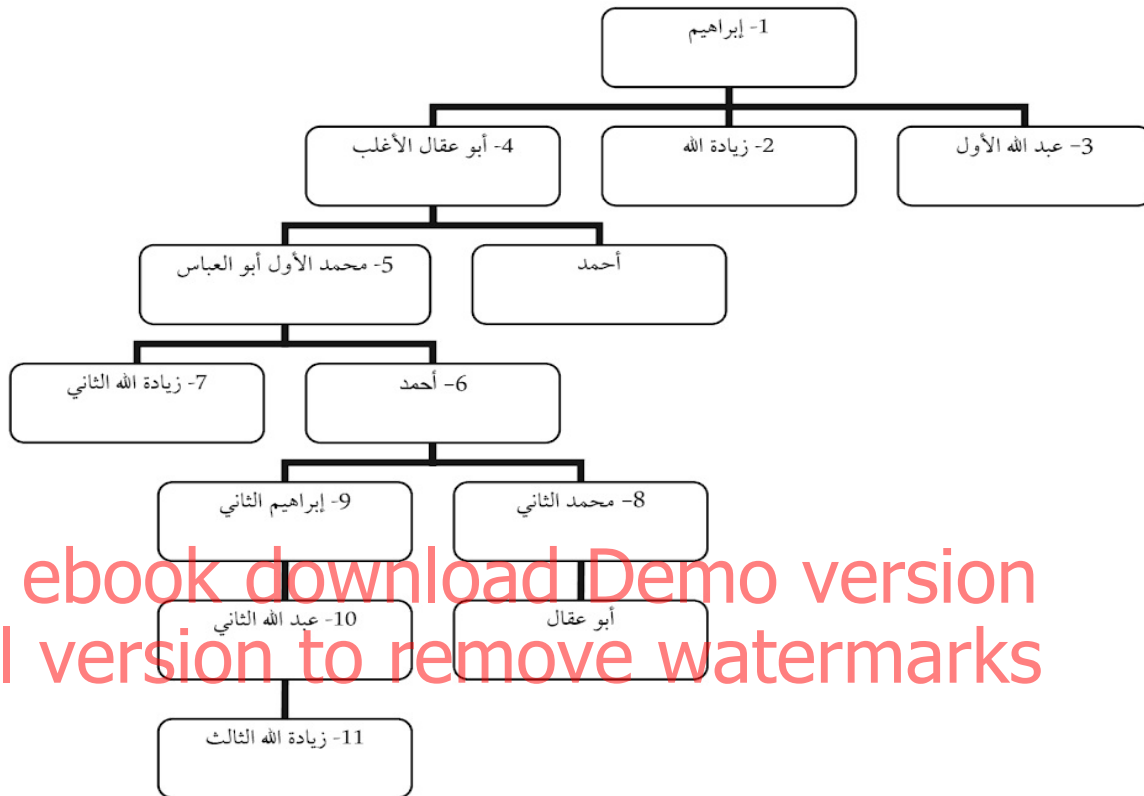 1- إبراهيم
3- عبد الله الأول
2- زيادة الله
4- أبو عقال الأغلب
أحمد
5- محمد الأول أبو العباس
6- أحمد
7- زيادة الله الثاني
8- محمد الثاني
9- إبراهيم الثاني
ebook download Demo version
أبو عقال
10- عبد الله الثاني
version to remove watermarks
11- زيادة الله الثالث